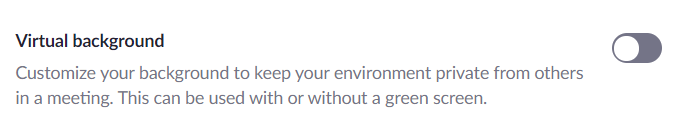 Virtual background
Customize your background to keep your environment private from others
in a meeting. This can be used with or without a green screen.